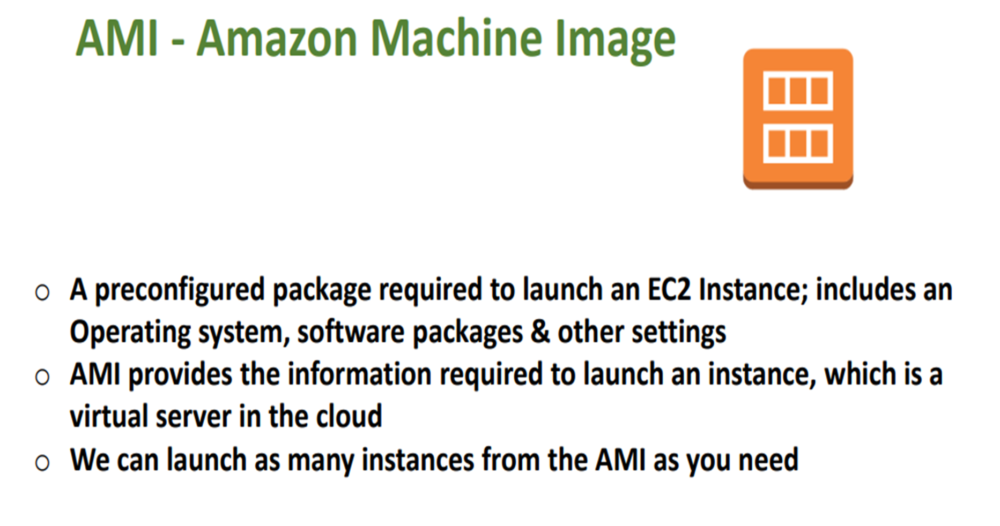 AMI - Amazon Machine Image
○ A preconfigured package required to launch an EC2 Instance; includes an
Operating system, software packages & other settings
○ AMI provides the information required to launch an instance, which is a
virtual server in the cloud
○ We can launch as many instances from the AMI as you need